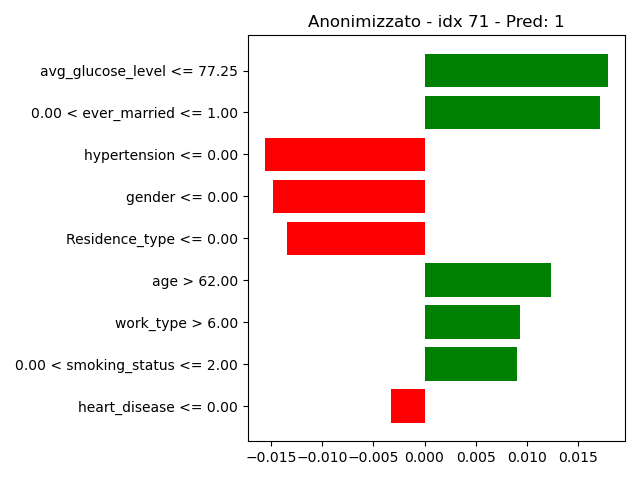 Anonimizzato - idx 71 - Pred: 1
avg_glucose_level <= 77.25
0.00 < ever_married <= 1.00
hypertension <= 0.00
gender <= 0.00
Residence_type <= 0.00
age > 62.00
work_type > 6.00
0.00 < smoking_status <= 2.00
heart_disease <= 0.00
−0.015 −0.010 −0.005 0.000 0.005 0.010 0.015